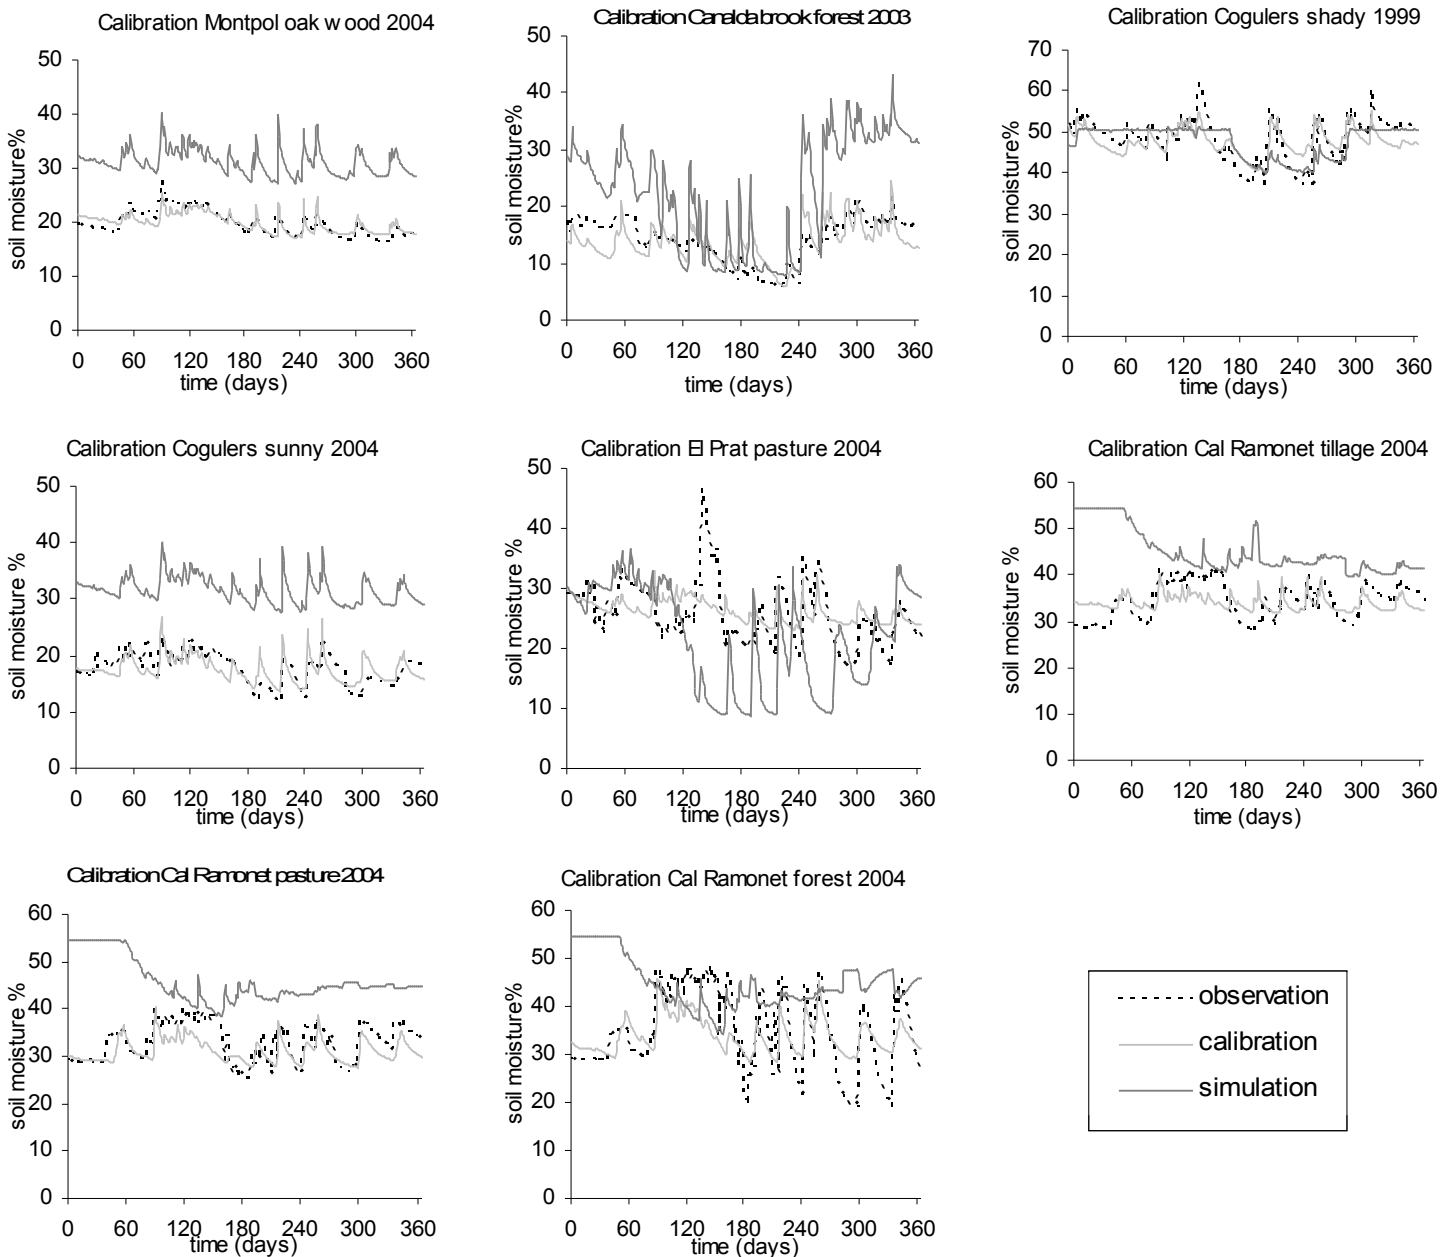 Calibration Montpol oak wood 2004
50
40
30
20
10
0
soil moisture%
0 60 120 180 240 300 360
time (days)
Calibration Canalda brook forest 2003
50
40
30
20
10
0
soil moisture%
0 60 120 180 240 300 360
time (days)
Calibration Cogulers shady 1999
70
60
50
40
30
20
10
0
soil moisture%
0 60 120 180 240 300 360
time (days)
Calibration Cogulers sunny 2004
50
40
30
20
10
0
soil moisture %
0 60 120 180 240 300 360
time (days)
Calibration El Prat pasture 2004
50
40
30
20
10
0
soil moisture %
0 60 120 180 240 300 360
time (days)
Calibration Cal Ramonet tillage 2004
60
50
40
30
20
10
0
soil moisture %
0 60 120 180 240 300 360
time (days)
Calibration Cal Ramonet pasture 2004
60
50
40
30
20
10
0
soil moisture %
0 60 120 180 240 300 360
time (days)
Calibration Cal Ramonet forest 2004
60
50
40
30
20
10
0
soil moisture %
0 60 120 180 240 300 360
time (days)
observation
calibration
simulation